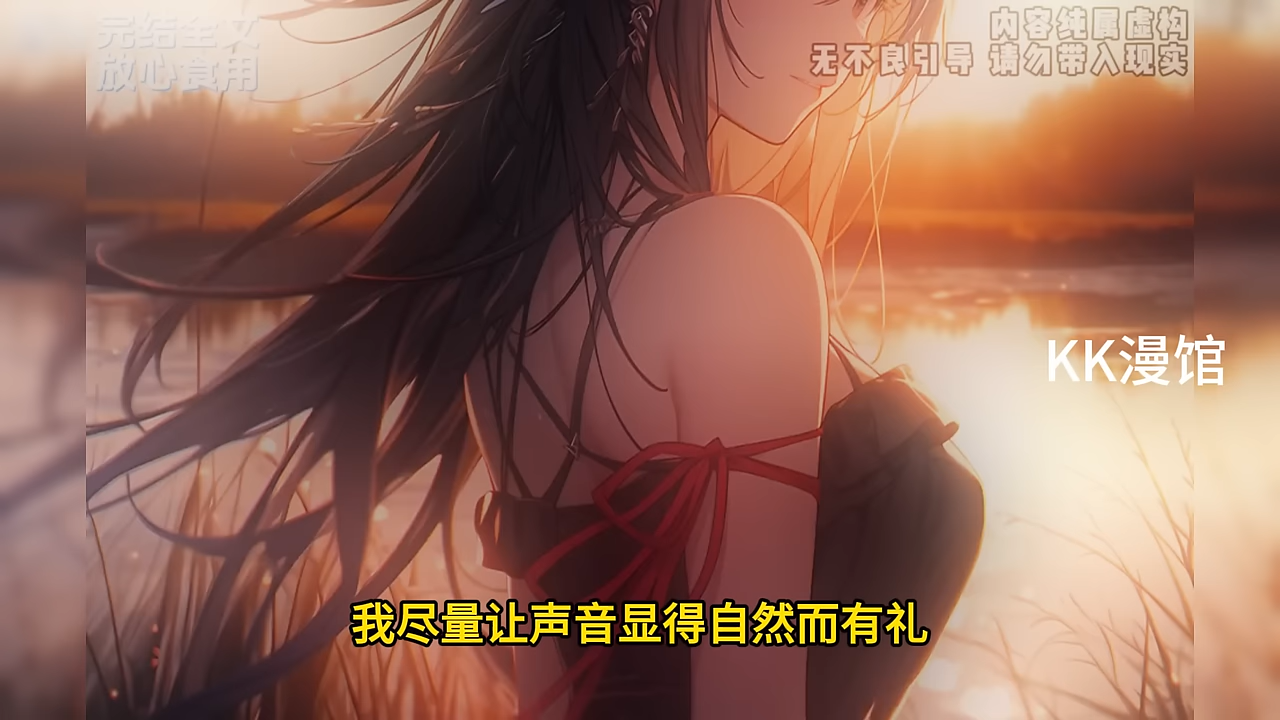 完结全文
放心食用
内容纯属虚构
无不良引导 请勿带入现实
KK漫馆
我尽量让声音显得自然而有礼